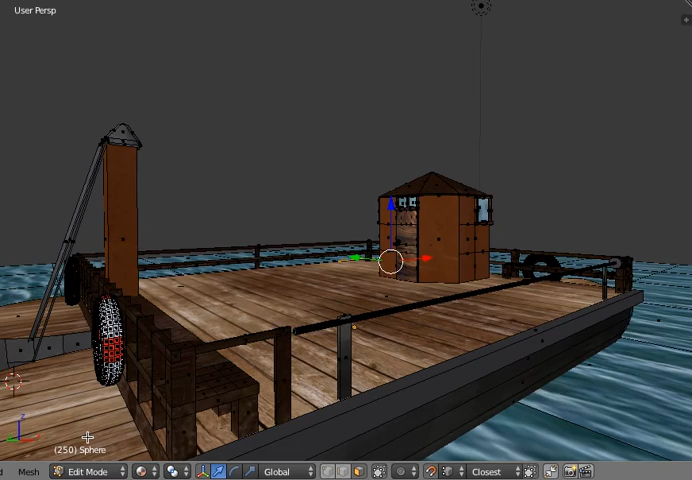 User Persp
(250) Sphere
Mesh
Edit Mode
Global
Closest